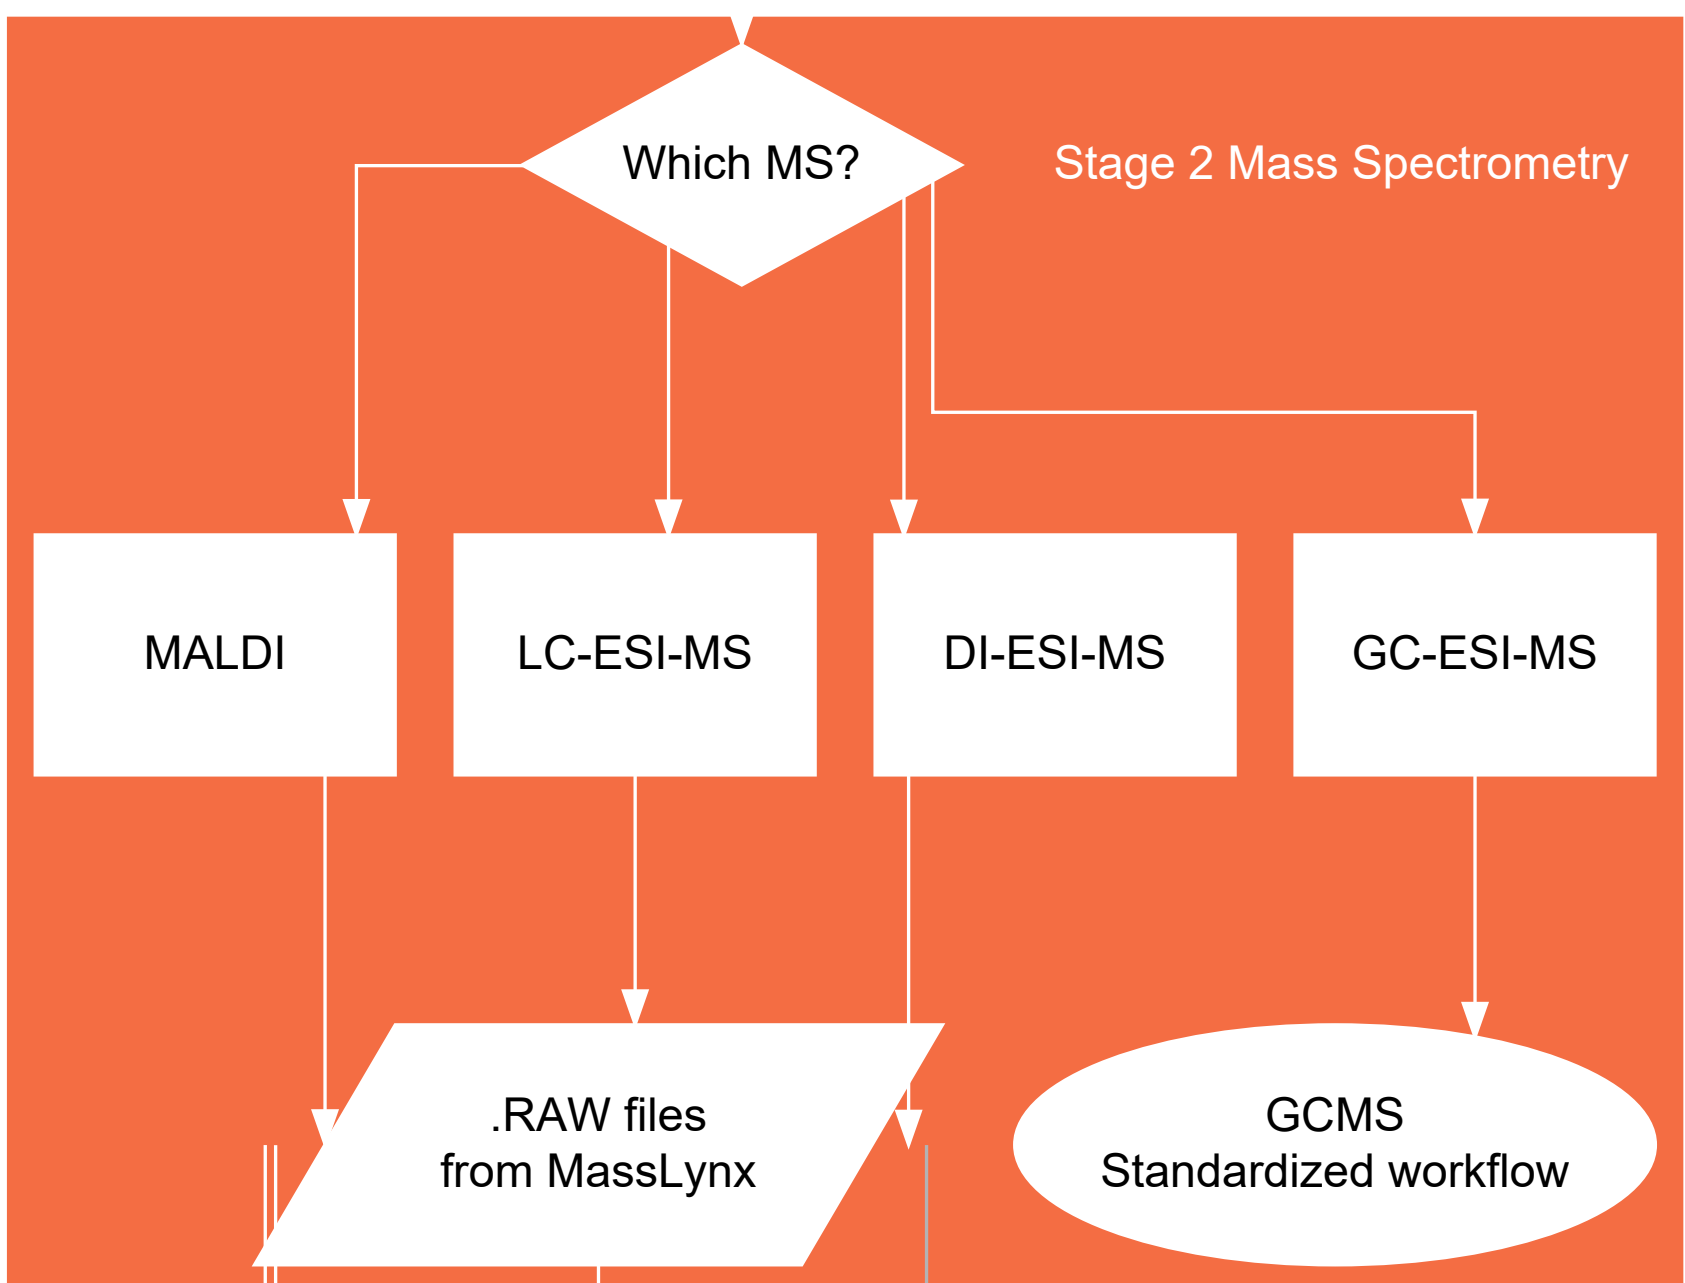 Which MS?
Stage 2 Mass Spectrometry
MALDI
LC-ESI-MS
DI-ESI-MS
GC-ESI-MS
.RAW files
from MassLynx
GCMS
Standardized workflow